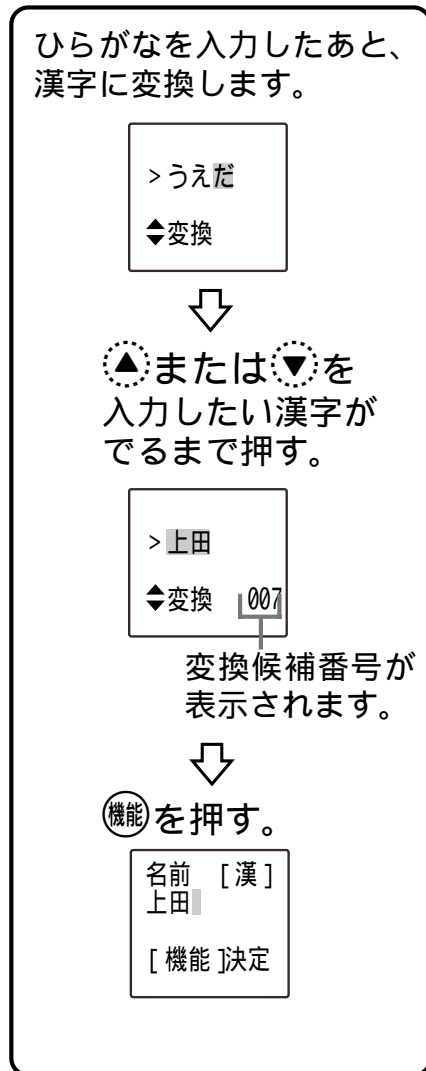 ひらがなを入力したあと、
漢字に変換します。
>うえだ
◆変換
▲または▼を
入力したい漢字が
でるまで押す。
>上田
◆変換 007
変換候補番号が
表示されます。
機能を押す。
名前 [漢]
上田
[機能]決定